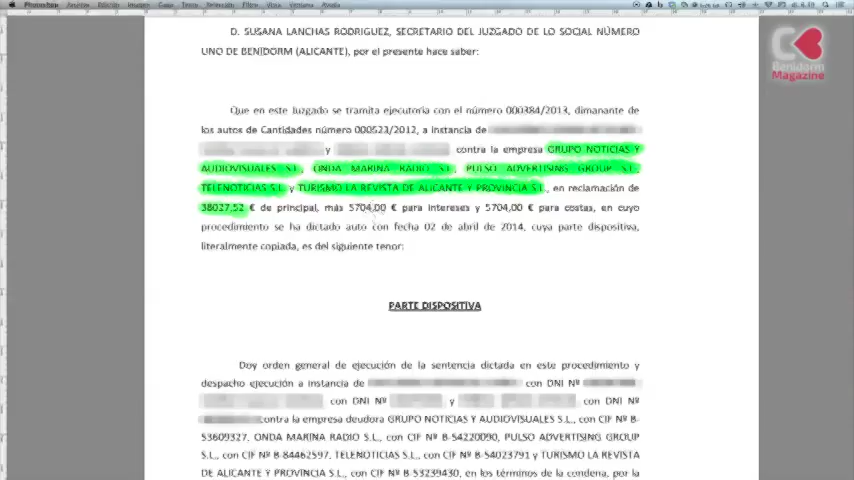 D. SUSANA LANCHAS RODRIGUEZ, SECRETARIO DEL JUZGADO DE LO SOCIAL NÚMERO
UNO DE BENIDORM (ALICANTE), por el presente hace saber:
Benidorm
Magazine
Que en este Juzgado se tramita ejecutoria con el número 000384/2013, dimanante de
los autos de Cantidades número 000523/2012, a instancia de
y contra la empresa GRUPO NOTICIAS Y
AUDIOVISUALES S.L., ONDA MARINA RADIO S.L., PULSO ADVERTISING GROUP S.L.,
TELENOTICIAS S.L. y TURISMO LA REVISTA DE ALICANTE Y PROVINCIA S.L., en reclamación de
38027,52 € de principal, más 5704,00 € para intereses y 5704,00 € para costas, en cuyo
procedimiento se ha dictado auto con fecha 02 de abril de 2014, cuya parte dispositiva,
literalmente copiada, es del siguiente tenor:
PARTE DISPOSITIVA
Doy orden general de ejecución de la sentencia dictada en este procedimiento y
despacho ejecución a instancia de con DNI Nº
con DNI Nº y con DNI Nº
contra la empresa deudora GRUPO NOTICIAS Y AUDIOVISUALES S.L., con CIF Nº B-
53609327, ONDA MARINA RADIO S.L., con CIF Nº B-54220090, PULSO ADVERTISING GROUP
S.L., con CIF Nº B-84462597, TELENOTICIAS S.L., con CIF Nº B-54023791 y TURISMO LA REVISTA
DE ALICANTE Y PROVINCIA S.L., con CIF Nº B-53239430, en los términos de la condena, por la